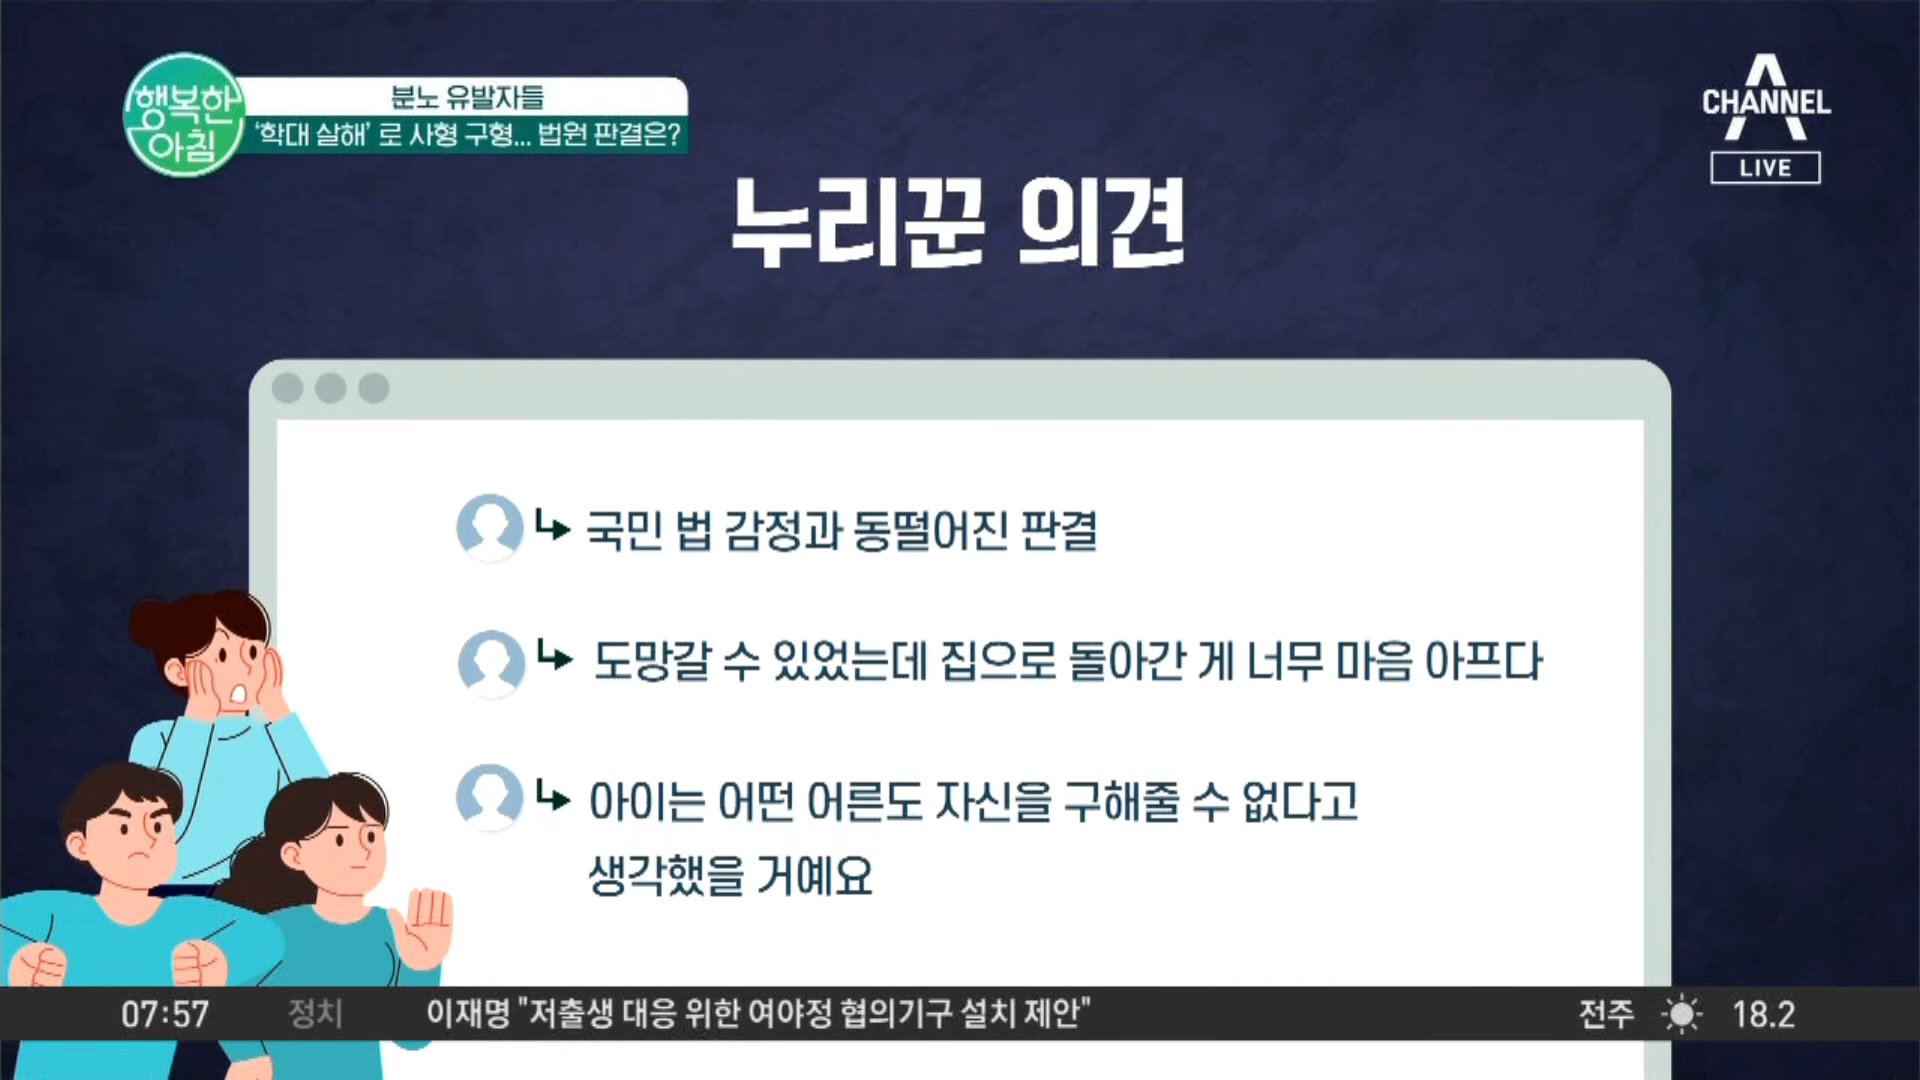 행복한
아침
분노 유발자들
‘학대 살해’ 로 사형 구형... 법원 판결은?
CHANNEL A
LIVE
누리꾼 의견
국민 법 감정과 동떨어진 판결
도망갈 수 있었는데 집으로 돌아간 게 너무 마음 아프다
아이는 어떤 어른도 자신을 구해줄 수 없다고
생각했을 거예요
07:57 정치 이재명 "저출생 대응 위한 여야정 협의기구 설치 제안" 전주 18.2